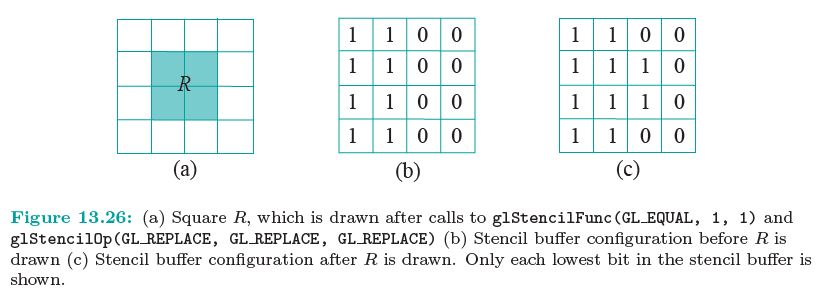 R
1 1 0 0
1 1 0 0
1 1 0 0
1 1 0 0
1 1 0 0
1 1 1 0
1 1 1 0
1 1 0 0
(a)
(b)
(c)
Figure 13.26: (a) Square R, which is drawn after calls to glStencilFunc(GL_EQUAL, 1, 1) and
glStencilOp(GL_REPLACE, GL_REPLACE, GL_REPLACE) (b) Stencil buffer configuration before R is
drawn (c) Stencil buffer configuration after R is drawn. Only each lowest bit in the stencil buffer is
shown.